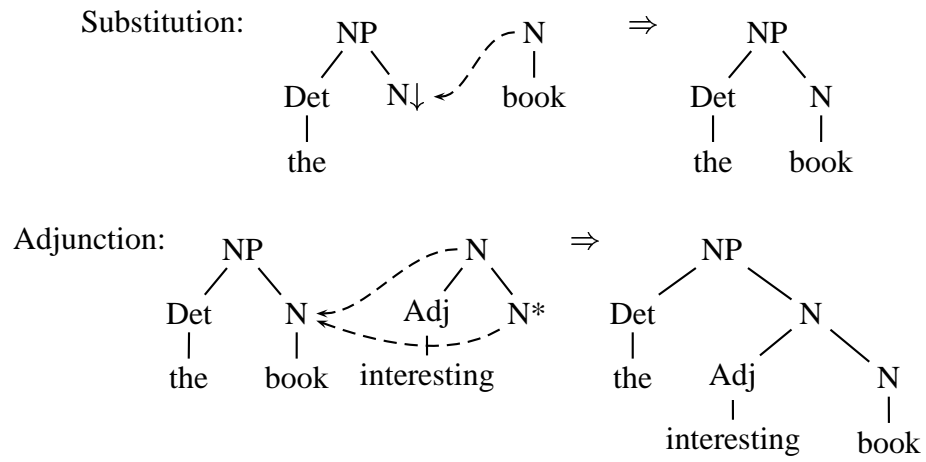 Substitution: NP N ⇒ NP
Det N↓ book Det N
the the book
Adjunction: NP N ⇒ NP
Det N Adj N* Det N
the book interesting the Adj N
interesting book